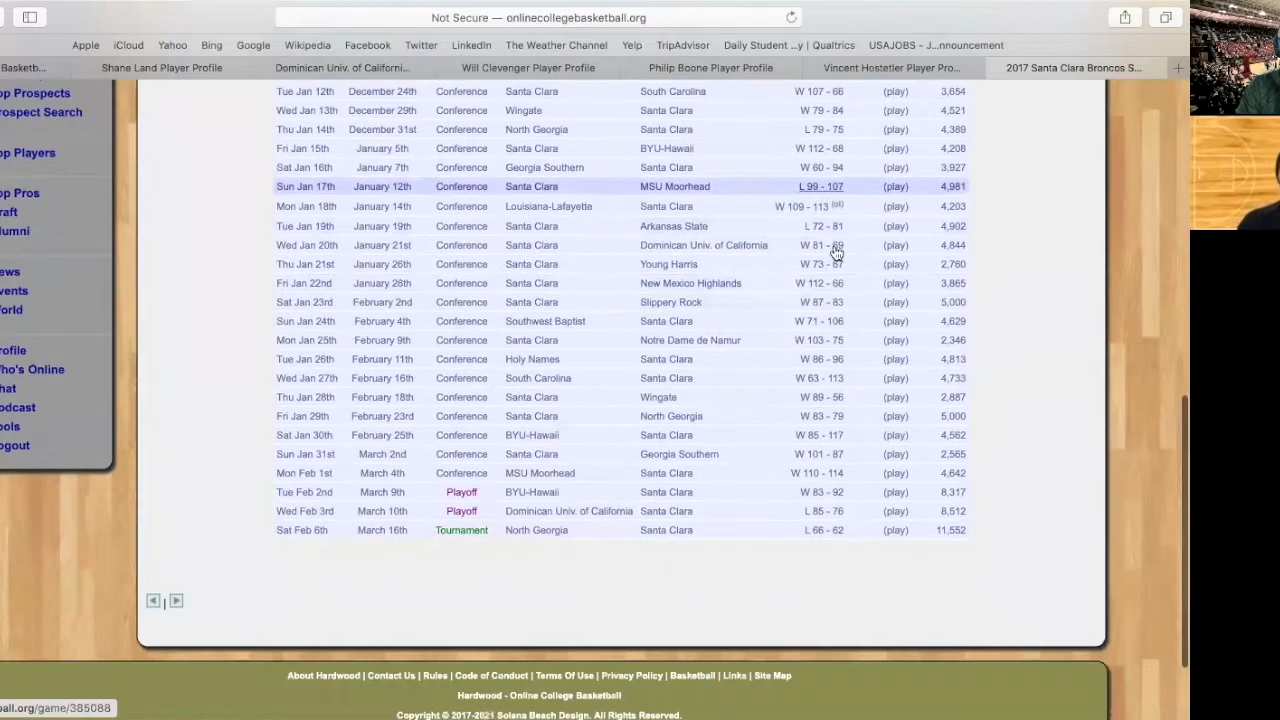 Not Secure — onlinecollegebasketball.org
Apple iCloud Yahoo Bing Google Wikipedia Facebook Twitter LinkedIn The Weather Channel Yelp TripAdvisor Daily Student ...y | Qualtrics USAJOBS - J...nnouncement
Basketb... Shane Land Player Profile Dominican Univ. of Californi... Will Clevenger Player Profile Philip Boone Player Profile Vincent Hostetler Player Pro... 2017 Santa Clara Broncos S...
op Prospects
rospect Search
op Players
op Pros
raft
lumni
ews
vents
orld
rofile
ho's Online
hat
odcast
ools
ogout
Tue Jan 12th December 24th Conference Santa Clara South Carolina W 107 - 66 (play) 3,654
Wed Jan 13th December 29th Conference Wingate Santa Clara W 79 - 84 (play) 4,521
Thu Jan 14th December 31st Conference North Georgia Santa Clara L 79 - 75 (play) 4,389
Fri Jan 15th January 5th Conference Santa Clara BYU-Hawaii W 112 - 68 (play) 4,208
Sat Jan 16th January 7th Conference Georgia Southern Santa Clara W 60 - 94 (play) 3,927
Sun Jan 17th January 12th Conference Santa Clara MSU Moorhead L 99 - 107 (play) 4,981
Mon Jan 18th January 14th Conference Louisiana-Lafayette Santa Clara W 109 - 113 (ot) (play) 4,203
Tue Jan 19th January 19th Conference Santa Clara Arkansas State L 72 - 81 (play) 4,902
Wed Jan 20th January 21st Conference Santa Clara Dominican Univ. of California W 81 - 69 (play) 4,844
Thu Jan 21st January 26th Conference Santa Clara Young Harris W 73 - 67 (play) 2,760
Fri Jan 22nd January 28th Conference Santa Clara New Mexico Highlands W 112 - 66 (play) 3,865
Sat Jan 23rd February 2nd Conference Santa Clara Slippery Rock W 87 - 83 (play) 5,000
Sun Jan 24th February 4th Conference Southwest Baptist Santa Clara W 71 - 106 (play) 4,629
Mon Jan 25th February 9th Conference Santa Clara Notre Dame de Namur W 103 - 75 (play) 2,346
Tue Jan 26th February 11th Conference Holy Names Santa Clara W 86 - 96 (play) 4,813
Wed Jan 27th February 16th Conference South Carolina Santa Clara W 63 - 113 (play) 4,733
Thu Jan 28th February 18th Conference Santa Clara Wingate W 89 - 56 (play) 2,887
Fri Jan 29th February 23rd Conference Santa Clara North Georgia W 83 - 79 (play) 5,000
Sat Jan 30th February 25th Conference BYU-Hawaii Santa Clara W 85 - 117 (play) 4,562
Sun Jan 31st March 2nd Conference Santa Clara Georgia Southern W 101 - 87 (play) 2,565
Mon Feb 1st March 4th Conference MSU Moorhead Santa Clara W 110 - 114 (play) 4,642
Tue Feb 2nd March 9th Playoff BYU-Hawaii Santa Clara W 83 - 92 (play) 8,317
Wed Feb 3rd March 10th Playoff Dominican Univ. of California Santa Clara L 85 - 76 (play) 8,512
Sat Feb 6th March 16th Tournament North Georgia Santa Clara L 66 - 62 (play) 11,552
|
About Hardwood | Contact Us | Rules | Code of Conduct | Terms Of Use | Privacy Policy | Basketball | Links | Site Map
Hardwood - Online College Basketball
Copyright © 2017-2021 Solana Beach Design. All Rights Reserved.
ball.org/game/385088